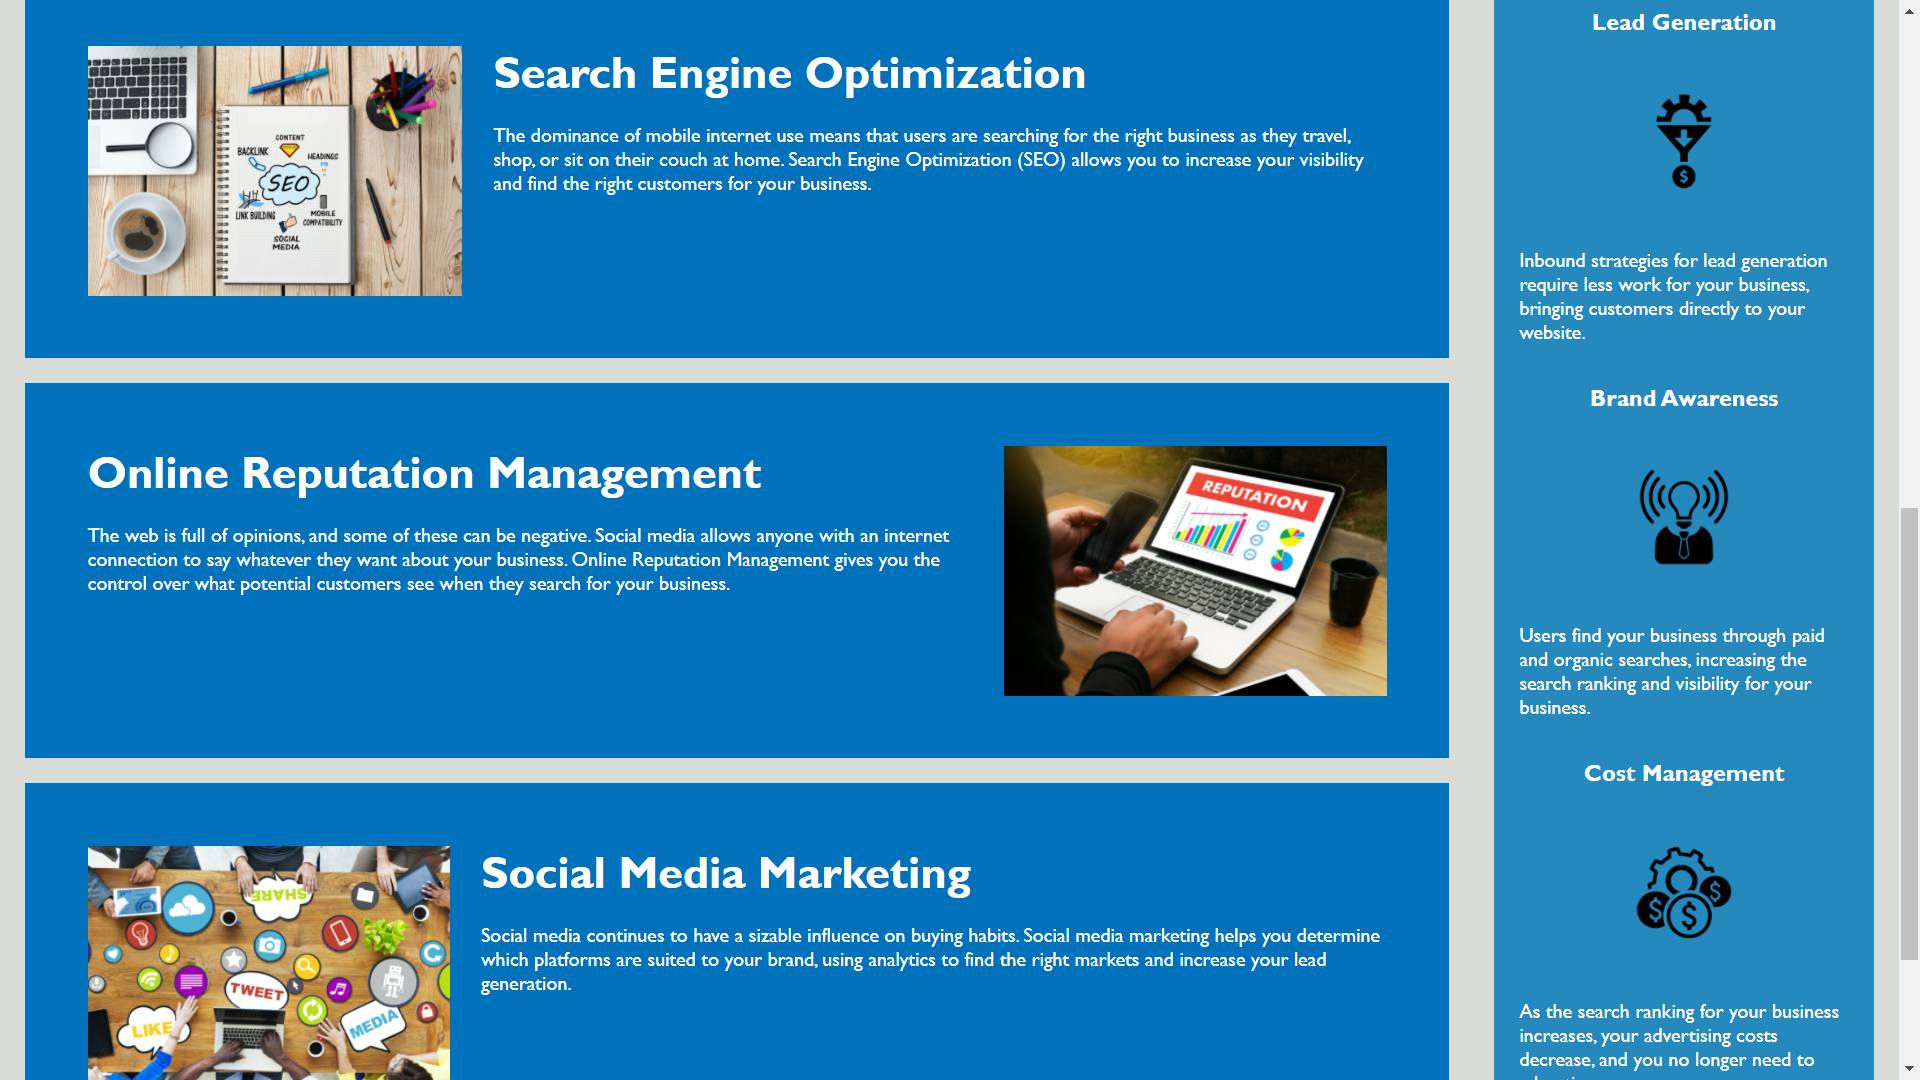 Search Engine Optimization
The dominance of mobile internet use means that users are searching for the right business as they travel,
shop, or sit on their couch at home. Search Engine Optimization (SEO) allows you to increase your visibility
and find the right customers for your business.
CONTENT
BACKLINK
HEADINGS
SEO
LINK BUILDING
MOBILE
COMPATIBILITY
SOCIAL
MEDIA
Online Reputation Management
The web is full of opinions, and some of these can be negative. Social media allows anyone with an internet
connection to say whatever they want about your business. Online Reputation Management gives you the
control over what potential customers see when they search for your business.
REPUTATION
Social Media Marketing
Social media continues to have a sizable influence on buying habits. Social media marketing helps you determine
which platforms are suited to your brand, using analytics to find the right markets and increase your lead
generation.
SHARE
TWEET
LIKE
MEDIA
Lead Generation
$
Inbound strategies for lead generation
require less work for your business,
bringing customers directly to your
website.
Brand Awareness
Users find your business through paid
and organic searches, increasing the
search ranking and visibility for your
business.
Cost Management
$ $ $
As the search ranking for your business
increases, your advertising costs
decrease, and you no longer need to